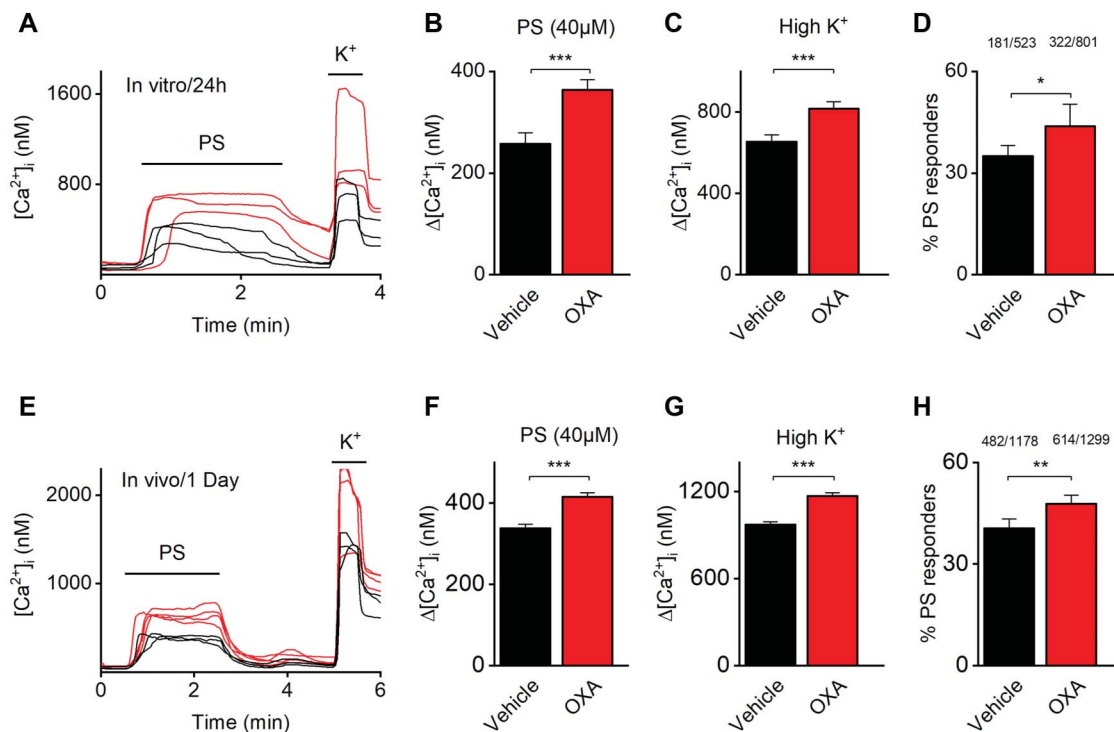 A
In vitro/24h
PS
K⁺
[Ca²⁺]ᵢ (nM)
1600
800
0
2
4
Time (min)
B
PS (40µM)
***
Δ[Ca²⁺]ᵢ (nM)
400
200
0
Vehicle
OXA
C
High K⁺
***
Δ[Ca²⁺]ᵢ (nM)
800
400
0
Vehicle
OXA
D
181/523 322/801
*
% PS responders
60
30
0
Vehicle
OXA
E
In vivo/1 Day
PS
K⁺
[Ca²⁺]ᵢ (nM)
2000
1000
0
2
4
6
Time (min)
F
PS (40µM)
***
Δ[Ca²⁺]ᵢ (nM)
400
200
0
Vehicle
OXA
G
High K⁺
***
Δ[Ca²⁺]ᵢ (nM)
1200
600
0
Vehicle
OXA
H
482/1178 614/1299
**
% PS responders
60
30
0
Vehicle
OXA